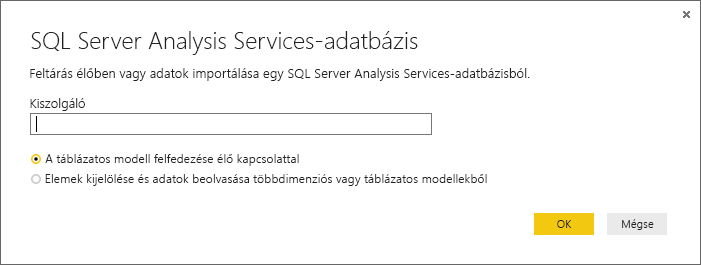 SQL Server Analysis Services-adatbázis
Feltárás élőben vagy adatok importálása egy SQL Server Analysis Services-adatbázisból.
Kiszolgáló
A táblázatos modell felfedezése élő kapcsolattal
Elemek kijelölése és adatok beolvasása többdimenziós vagy táblázatos modellekből
OK
Mégse